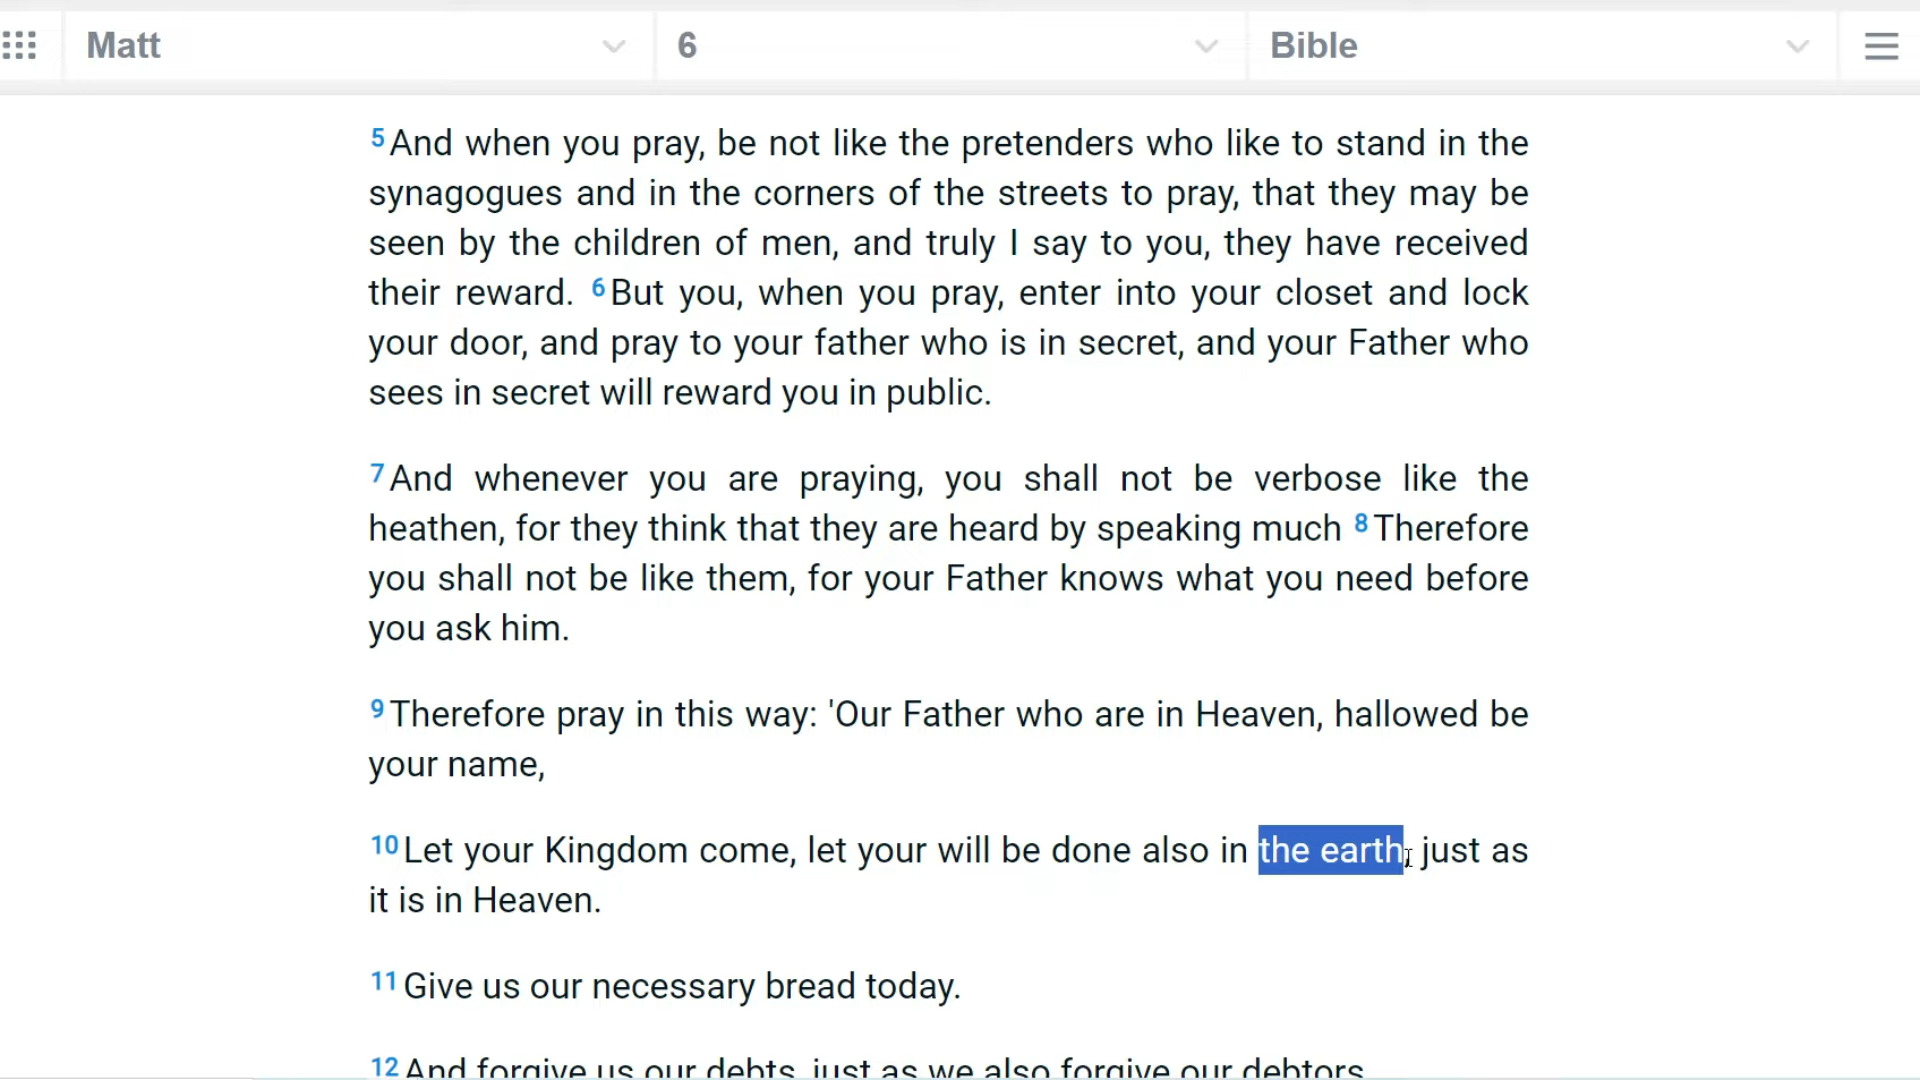 Matt 6 Bible
5 And when you pray, be not like the pretenders who like to stand in the
synagogues and in the corners of the streets to pray, that they may be
seen by the children of men, and truly I say to you, they have received
their reward. 6 But you, when you pray, enter into your closet and lock
your door, and pray to your father who is in secret, and your Father who
sees in secret will reward you in public.
7 And whenever you are praying, you shall not be verbose like the
heathen, for they think that they are heard by speaking much 8 Therefore
you shall not be like them, for your Father knows what you need before
you ask him.
9 Therefore pray in this way: 'Our Father who are in Heaven, hallowed be
your name,
10 Let your Kingdom come, let your will be done also in the earth, just as
it is in Heaven.
11 Give us our necessary bread today.
12 And forgive us our debts, just as we also forgive our debtors.